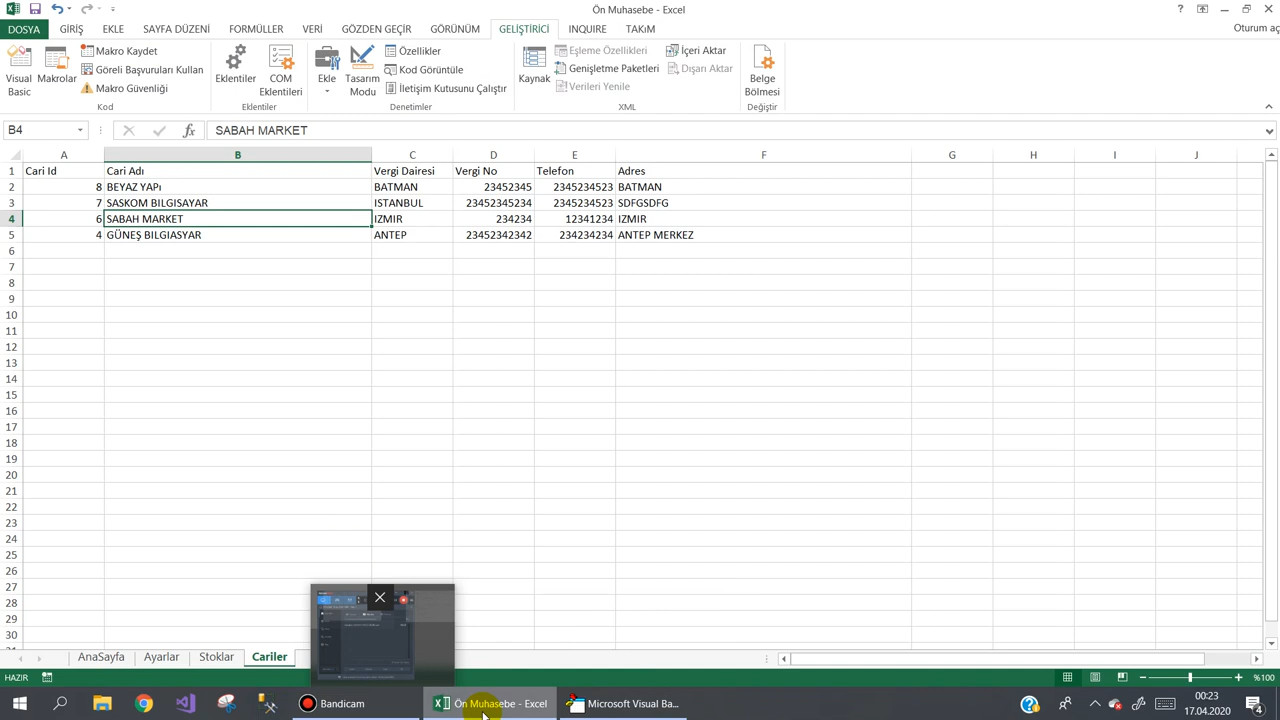 Ön Muhasebe - Excel
Oturum aç
DOSYA GİRİŞ EKLE SAYFA DÜZENİ FORMÜLLER VERİ GÖZDEN GEÇİR GÖRÜNÜM GELİŞTİRİCİ INQUIRE TAKIM
Visual Basic
Makrolar
Makro Kaydet
Göreli Başvuruları Kullan
Makro Güvenliği
Kod
Eklentiler
COM Eklentileri
Eklentiler
Ekle
Tasarım Modu
Özellikler
Kod Görüntüle
İletişim Kutusunu Çalıştır
Denetimler
Kaynak
Eşleme Özellikleri
Genişletme Paketleri
Verileri Yenile
İçeri Aktar
Dışarı Aktar
XML
Belge Bölmesi
Değiştir
B4 fx SABAH MARKET
A B C D E F G H I J
1 Cari Id Cari Adı Vergi Dairesi Vergi No Telefon Adres
2 8 BEYAZ YAPı BATMAN 23452345 2345234523 BATMAN
3 7 SASKOM BILGISAYAR ISTANBUL 23452345234 2345234523 SDFGSDFG
4 6 SABAH MARKET IZMIR 234234 12341234 IZMIR
5 4 GÜNEŞ BILGIASYAR ANTEP 23452342342 234234234 ANTEP MERKEZ
6
7
8
9
10
11
12
13
14
15
16
17
18
19
20
21
22
23
24
25
26
27
28
29
30
AnaSayfa Ayarlar Stoklar Cariler
HAZIR
%100
Bandicam
Ön Muhasebe - Excel
Microsoft Visual Ba...
00:23
17.04.2020